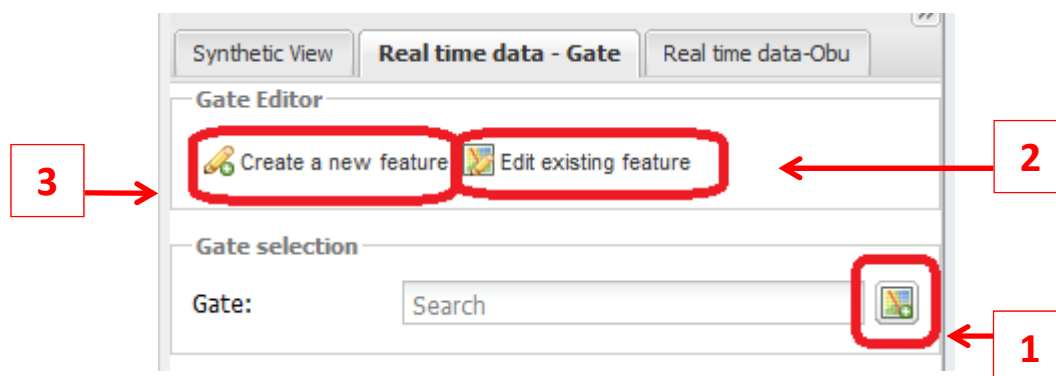 Synthetic View Real time data - Gate Real time data-Obu
Gate Editor
Create a new feature Edit existing feature
2
3
Gate selection
Gate: Search
1